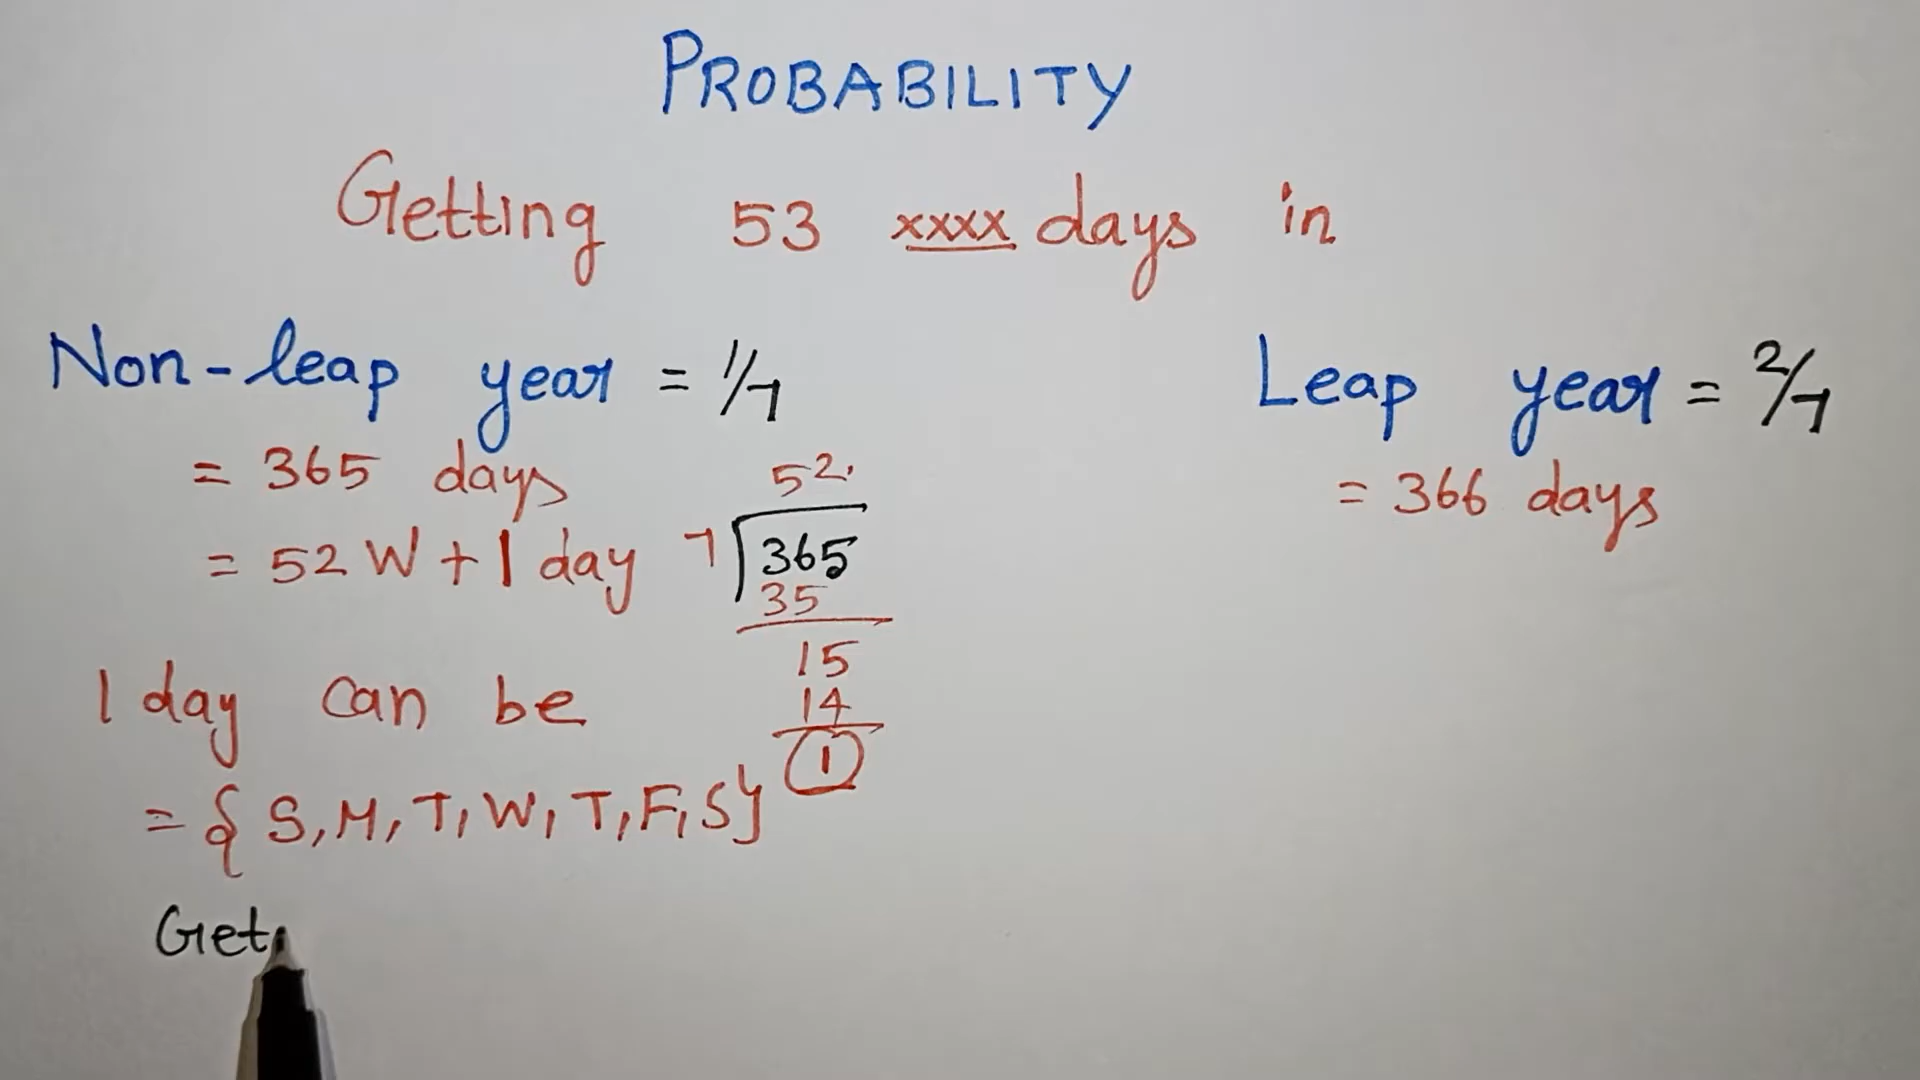 PROBABILITY
Getting 53 xxxx days in
Non-leap year = 1/7
= 365 days
= 52 W + 1 day
52
7 365
35
15
14
1
1 day can be
= { S, M, T, W, T, F, S}
Get
Leap year = 2/7
= 366 days